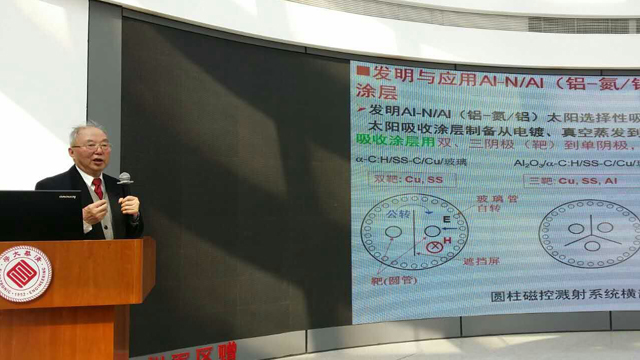 ■发明与应用Al-N/Al（铝-氮/铝
涂层
发明Al-N/Al（铝-氮/铝）太阳选择性吸
太阳吸收涂层制备从电镀、真空蒸发到
吸收涂层用双、三阴极（靶）到单阴极，
α-C:H/SS-C/Cu/玻璃
Al₂O₃/α-C:H/SS-C/Cu/
双靶: Cu, SS
三靶: Cu, SS, Al
玻璃管
自转
公转
E
H
遮挡屏
靶(圆管)
圆柱磁控溅射系统横